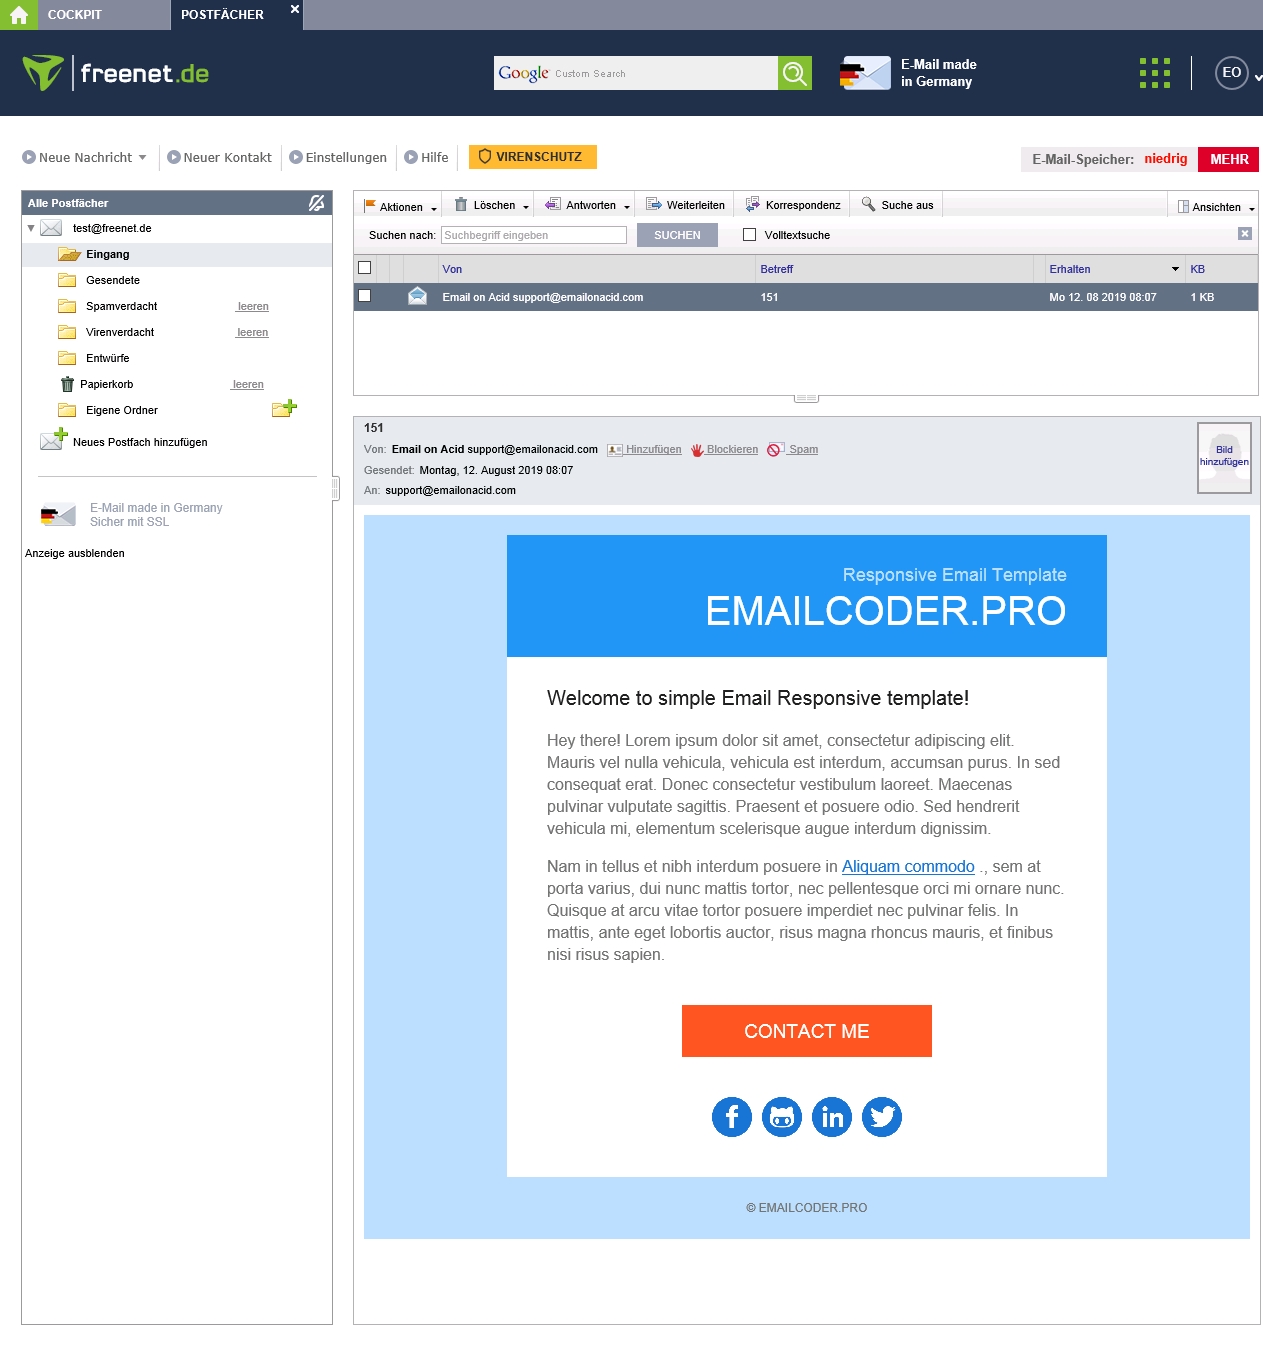 COCKPIT
POSTFÄCHER
freenet.de
Google Custom Search
E-Mail made
in Germany
EO
Neue Nachricht
Neuer Kontakt
Einstellungen
Hilfe
VIRENSCHUTZ
E-Mail-Speicher: niedrig
MEHR
Alle Postfächer
test@freenet.de
Eingang
Gesendete
Spamverdacht leeren
Virenverdacht leeren
Entwürfe
Papierkorb leeren
Eigene Ordner
Neues Postfach hinzufügen
E-Mail made in Germany
Sicher mit SSL
Anzeige ausblenden
Aktionen
Löschen
Antworten
Weiterleiten
Korrespondenz
Suche aus
Ansichten
Suchen nach: Suchbegriff eingeben
SUCHEN
Volltextsuche
Von Betreff Erhalten KB
Email on Acid support@emailonacid.com 151 Mo 12. 08 2019 08:07 1 KB
151
Von: Email on Acid support@emailonacid.com Hinzufügen Blockieren Spam
Gesendet: Montag, 12. August 2019 08:07
An: support@emailonacid.com
Bild
hinzufügen
Responsive Email Template
EMAILCODER.PRO
Welcome to simple Email Responsive template!
Hey there! Lorem ipsum dolor sit amet, consectetur adipiscing elit.
Mauris vel nulla vehicula, vehicula est interdum, accumsan purus. In sed
consequat erat. Donec consectetur vestibulum laoreet. Maecenas
pulvinar vulputate sagittis. Praesent et posuere odio. Sed hendrerit
vehicula mi, elementum scelerisque augue interdum dignissim.
Nam in tellus et nibh interdum posuere in Aliquam commodo ., sem at
porta varius, dui nunc mattis tortor, nec pellentesque orci mi ornare nunc.
Quisque at arcu vitae tortor posuere imperdiet nec pulvinar felis. In
mattis, ante eget lobortis auctor, risus magna rhoncus mauris, et finibus
nisi risus sapien.
CONTACT ME
© EMAILCODER.PRO